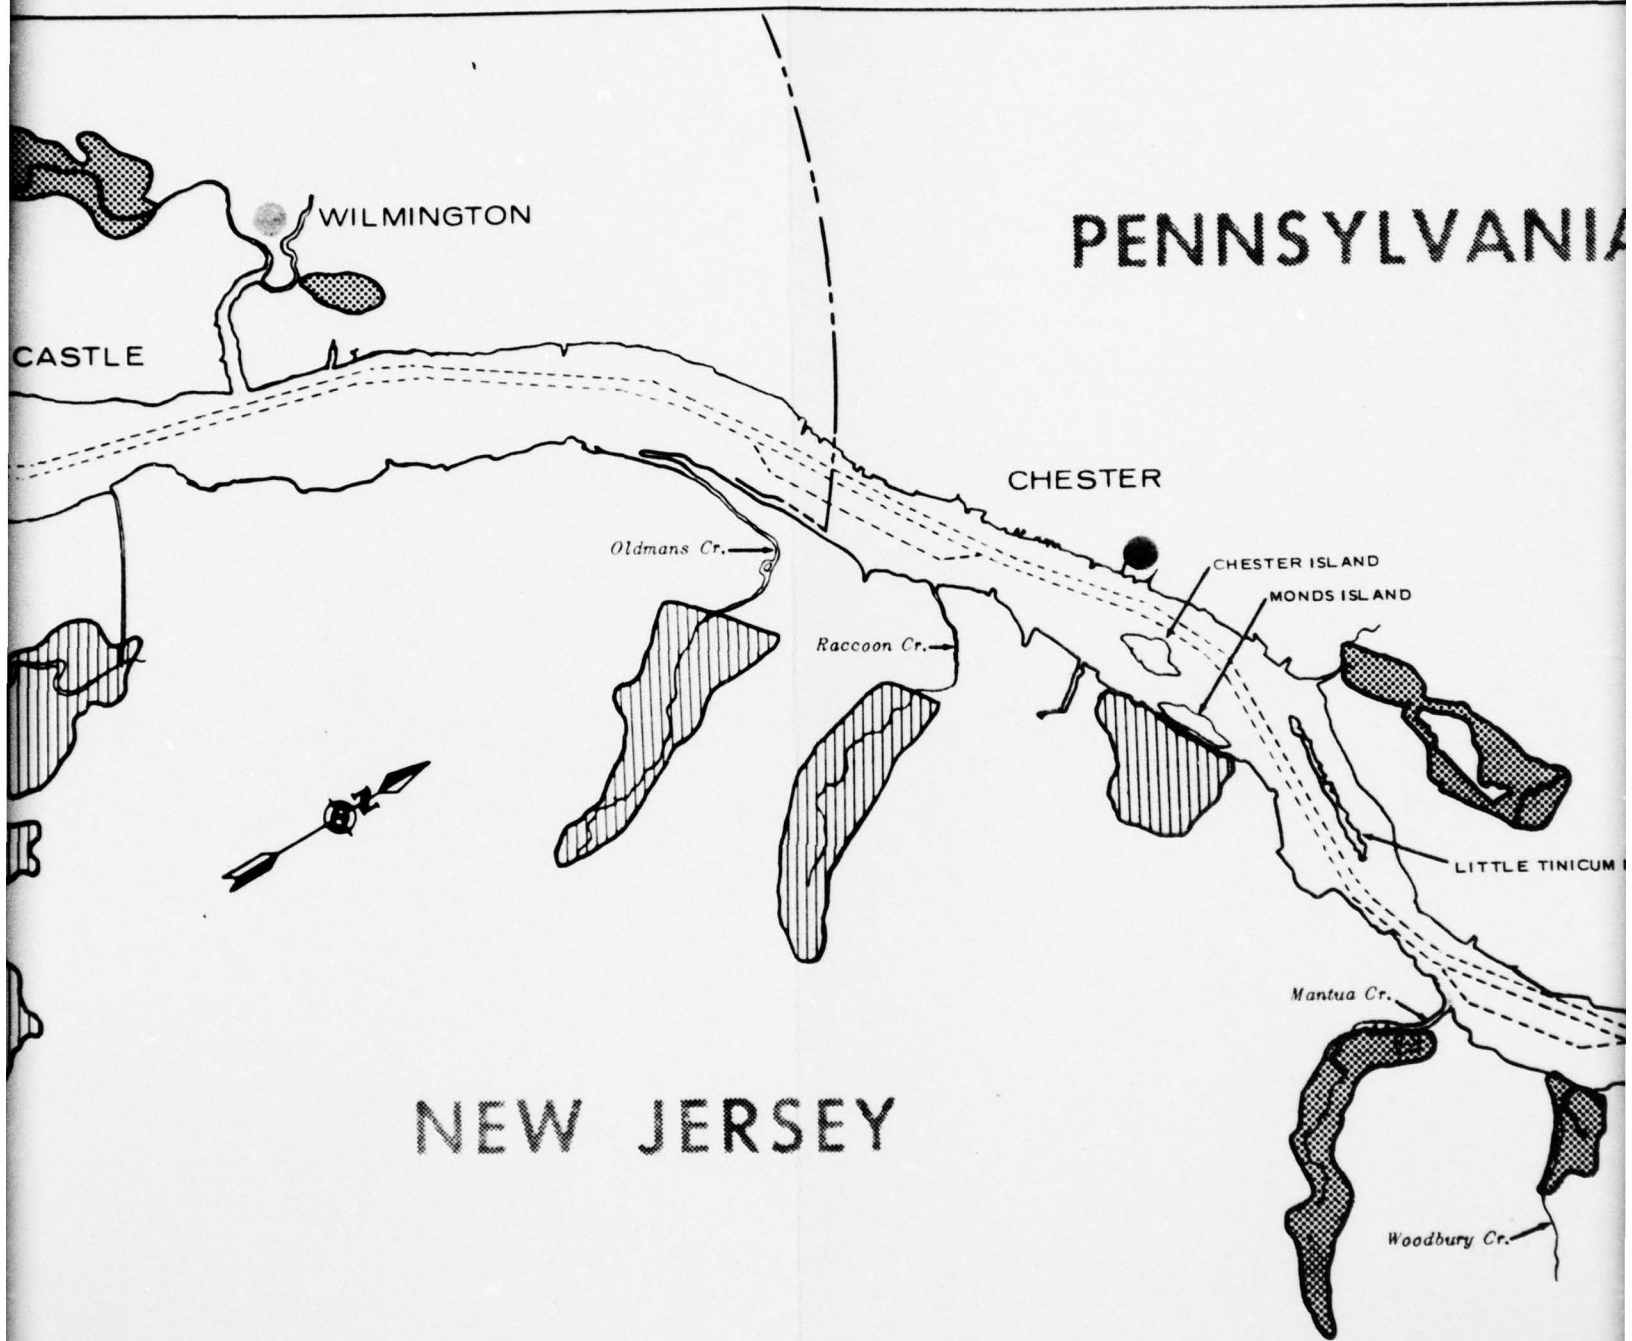 WILMINGTON
PENNSYLVANIA
CASTLE
CHESTER
Oldmans Cr.
CHESTER ISLAND
MONDS ISLAND
Raccoon Cr.
N
LITTLE TINICUM
Mantua Cr.
NEW JERSEY
Woodbury Cr.